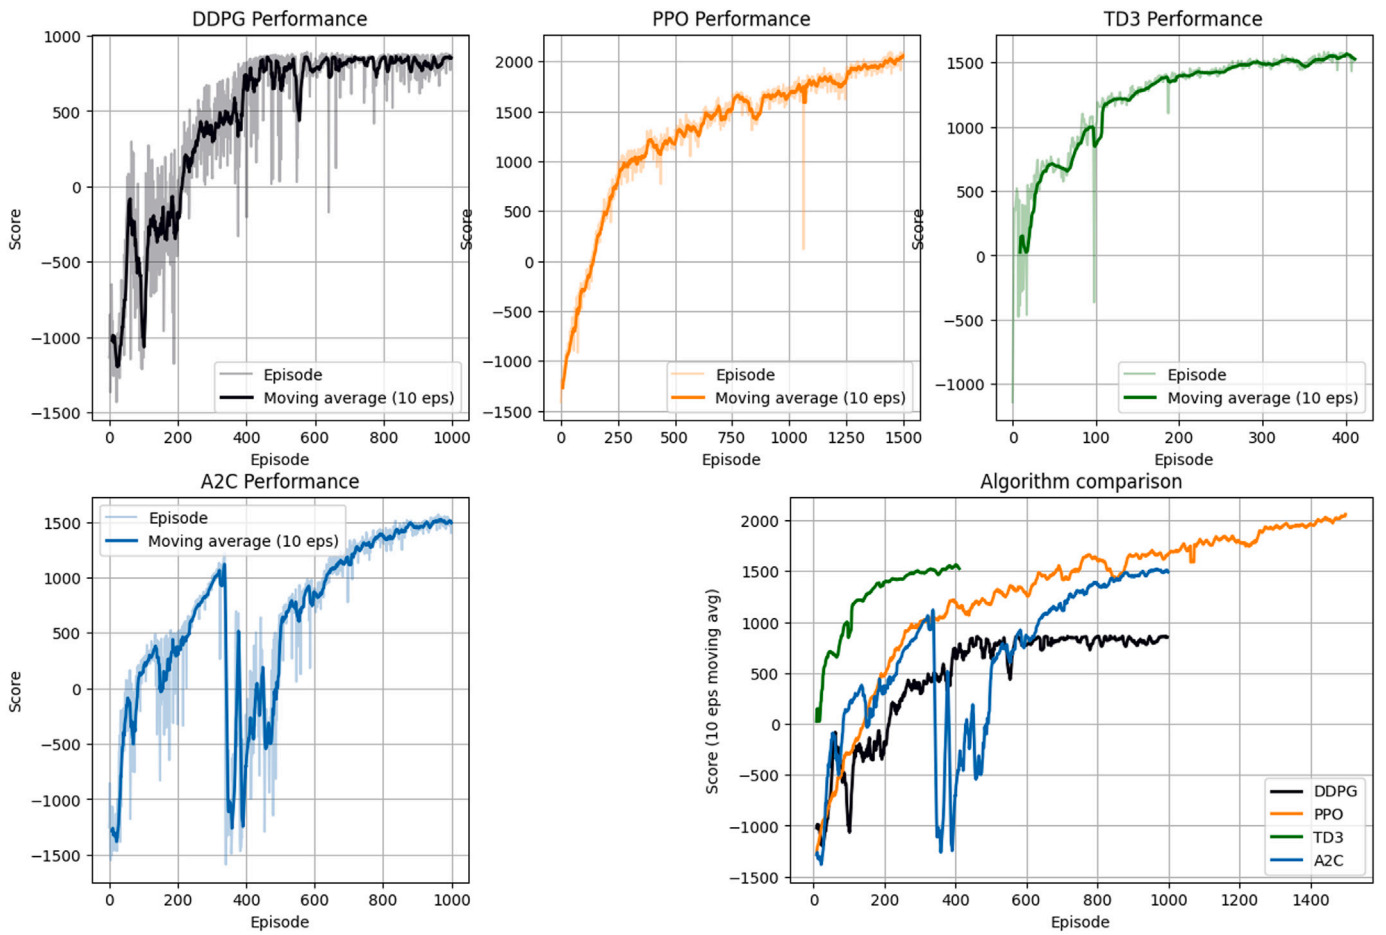 DDPG Performance
1000
500
0
−500
−1000
−1500
Score
Episode
Moving average (10 eps)
0 200 400 600 800 1000
Episode
PPO Performance
2000
1500
1000
500
0
−500
−1000
−1500
Score
Episode
Moving average (10 eps)
0 250 500 750 1000 1250 1500
Episode
TD3 Performance
1500
1000
500
0
−500
−1000
Score
Episode
Moving average (10 eps)
0 100 200 300 400
Episode
A2C Performance
Episode
Moving average (10 eps)
1500
1000
500
0
−500
−1000
−1500
Score
0 200 400 600 800 1000
Episode
Algorithm comparison
2000
1500
1000
500
0
−500
−1000
−1500
Score (10 eps moving avg)
DDPG
PPO
TD3
A2C
0 200 400 600 800 1000 1200 1400
Episode